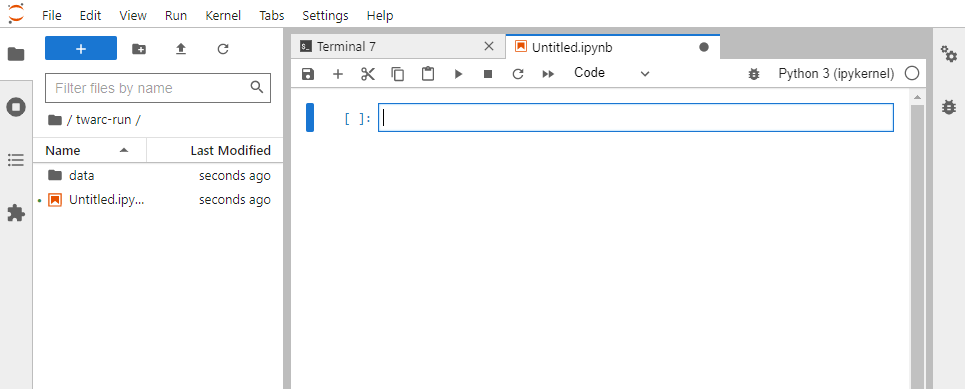 File Edit View Run Kernel Tabs Settings Help
Filter files by name
/ twarc-run /
Name Last Modified
data seconds ago
Untitled.ipy... seconds ago
Terminal 7 Untitled.ipynb
Code Python 3 (ipykernel)
[ ]: